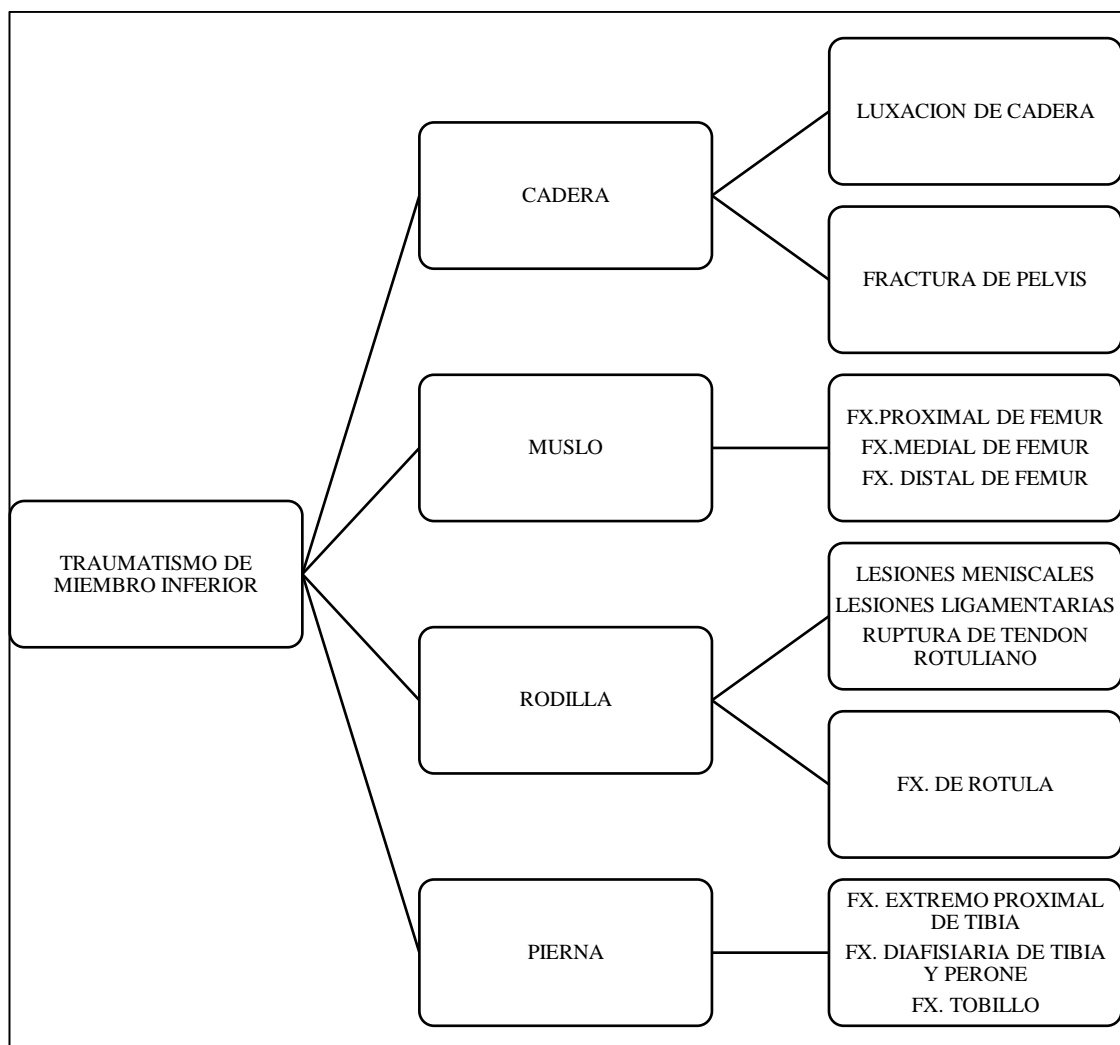 TRAUMATISMO DE
MIEMBRO INFERIOR
CADERA
LUXACION DE CADERA
FRACTURA DE PELVIS
MUSLO
FX.PROXIMAL DE FEMUR
FX.MEDIAL DE FEMUR
FX. DISTAL DE FEMUR
RODILLA
LESIONES MENISCALES
LESIONES LIGAMENTARIAS
RUPTURA DE TENDON
ROTULIANO
FX. DE ROTULA
PIERNA
FX. EXTREMO PROXIMAL
DE TIBIA
FX. DIAFISIARIA DE TIBIA
Y PERONE
FX. TOBILLO